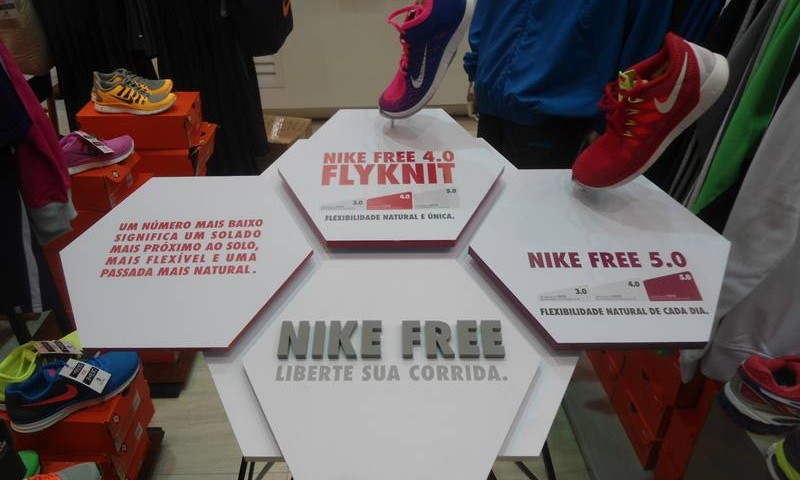 NIKE FREE 4.0
FLYKNIT
3.0 4.0 5.0
FLEXIBILIDADE NATURAL E ÚNICA.
UM NÚMERO MAIS BAIXO
SIGNIFICA UM SOLADO
MAIS PRÓXIMO AO SOLO,
MAIS FLEXÍVEL E UMA
PASSADA MAIS NATURAL.
NIKE FREE 5.0
3.0 4.0 5.0
FLEXIBILIDADE NATURAL DE CADA DIA.
NIKE FREE
LIBERTE SUA CORRIDA.